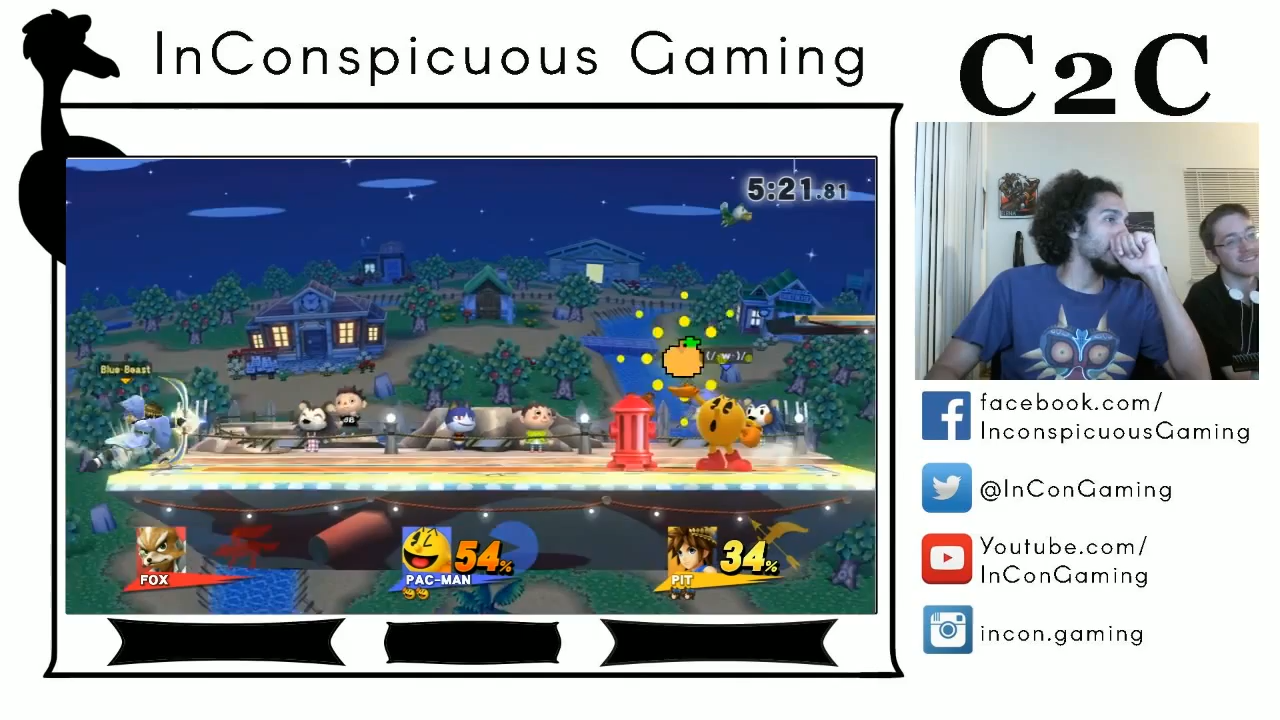 InConspicuous Gaming
C2C
5:21.81
Blue Beast
FOX
PAC-MAN
54%
PIT
34%
facebook.com/
InconspicuousGaming
@InConGaming
Youtube.com/
InConGaming
incon.gaming